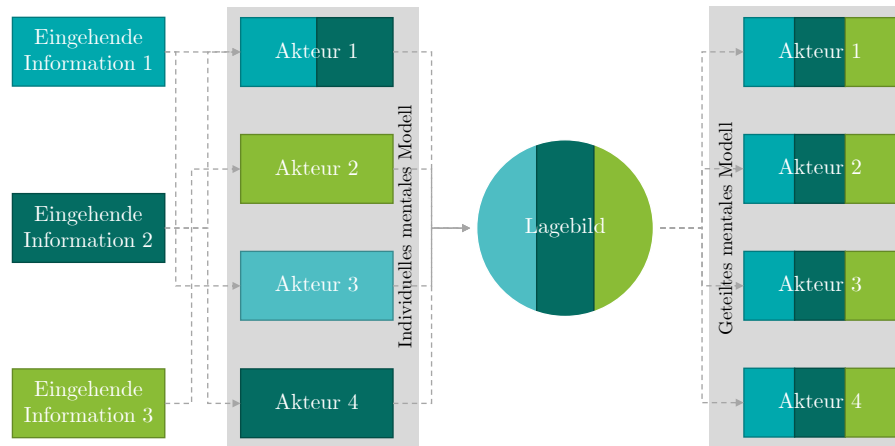 Eingehende
Information 1
Eingehende
Information 2
Eingehende
Information 3
Akteur 1
Akteur 2
Akteur 3
Akteur 4
Individuelles mentales Modell
Lagebild
Geteiltes mentales Modell
Akteur 1
Akteur 2
Akteur 3
Akteur 4